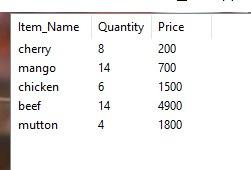 Item_Name Quantity Price
cherry 8 200
mango 14 700
chicken 6 1500
beef 14 4900
mutton 4 1800